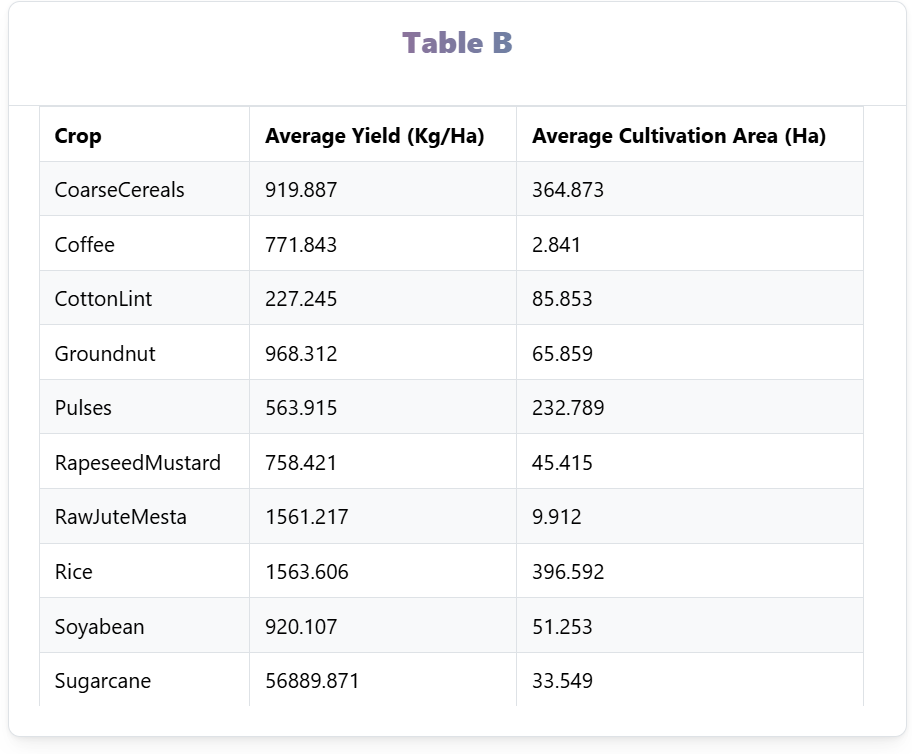 Table B
Crop Average Yield (Kg/Ha) Average Cultivation Area (Ha)
CoarseCereals 919.887 364.873
Coffee 771.843 2.841
CottonLint 227.245 85.853
Groundnut 968.312 65.859
Pulses 563.915 232.789
RapeseedMustard 758.421 45.415
RawJuteMesta 1561.217 9.912
Rice 1563.606 396.592
Soyabean 920.107 51.253
Sugarcane 56889.871 33.549